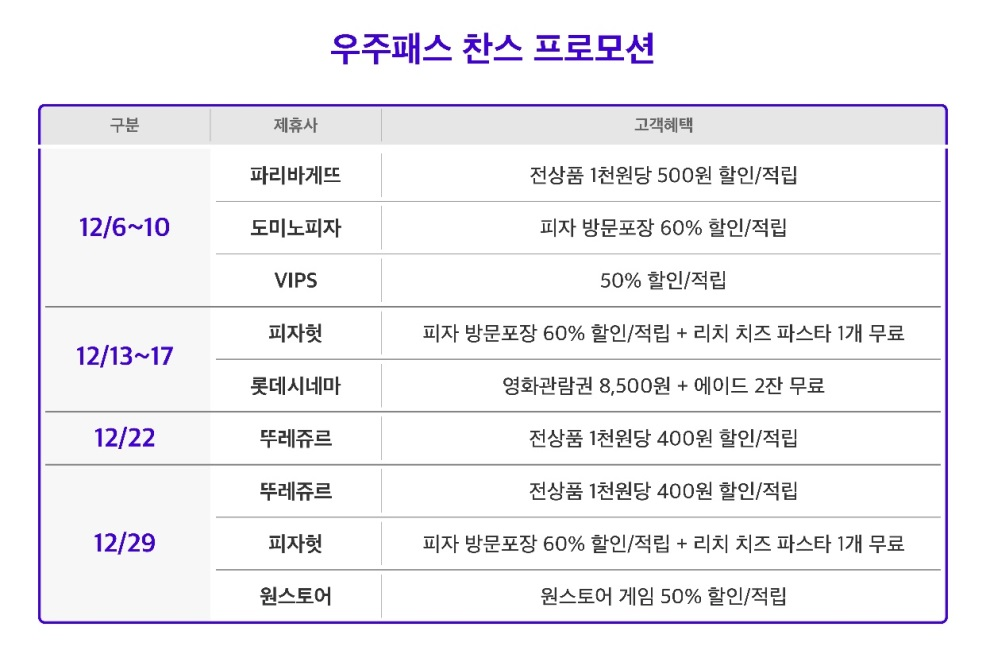 우주패스 찬스 프로모션
구분 제휴사 고객혜택
12/6~10
파리바게뜨 전상품 1천원당 500원 할인/적립
도미노피자 피자 방문포장 60% 할인/적립
VIPS 50% 할인/적립
12/13~17
피자헛 피자 방문포장 60% 할인/적립 + 리치 치즈 파스타 1개 무료
롯데시네마 영화관람권 8,500원 + 에이드 2잔 무료
12/22 뚜레쥬르 전상품 1천원당 400원 할인/적립
12/29
뚜레쥬르 전상품 1천원당 400원 할인/적립
피자헛 피자 방문포장 60% 할인/적립 + 리치 치즈 파스타 1개 무료
원스토어 원스토어 게임 50% 할인/적립